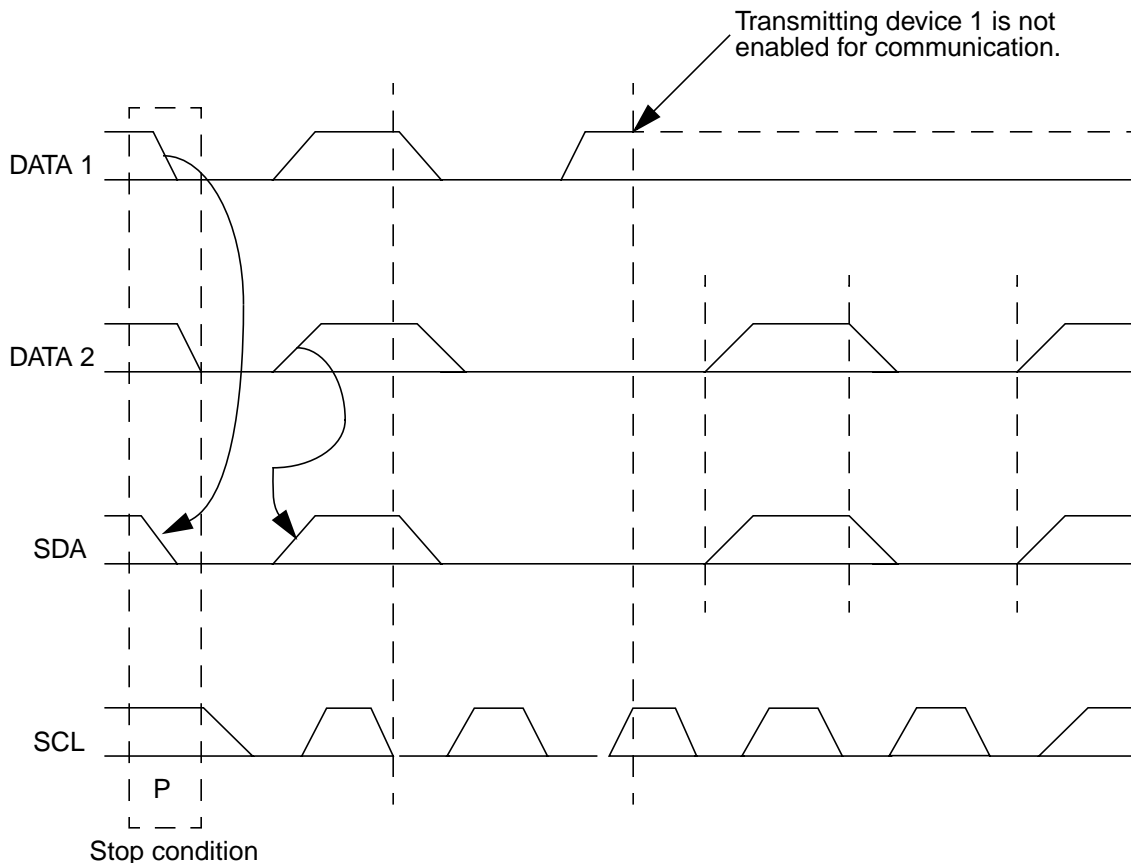 Transmitting device 1 is not
enabled for communication.
DATA 1
DATA 2
SDA
SCL
P
Stop condition